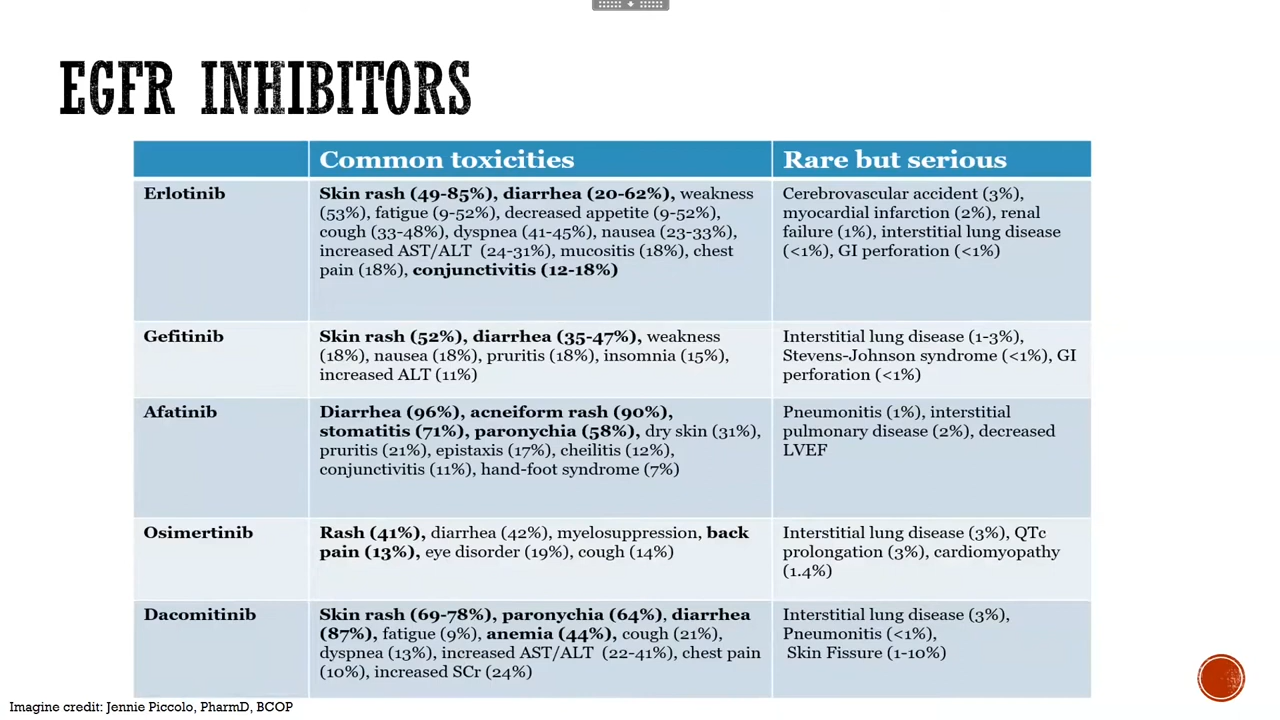 EGFR INHIBITORS
Common toxicities
Rare but serious
Erlotinib
Skin rash (49-85%), diarrhea (20-62%), weakness
(53%), fatigue (9-52%), decreased appetite (9-52%),
cough (33-48%), dyspnea (41-45%), nausea (23-33%),
increased AST/ALT (24-31%), mucositis (18%), chest
pain (18%), conjunctivitis (12-18%)
Cerebrovascular accident (3%),
myocardial infarction (2%), renal
failure (1%), interstitial lung disease
(<1%), GI perforation (<1%)
Gefitinib
Skin rash (52%), diarrhea (35-47%), weakness
(18%), nausea (18%), pruritis (18%), insomnia (15%),
increased ALT (11%)
Interstitial lung disease (1-3%),
Stevens-Johnson syndrome (<1%), GI
perforation (<1%)
Afatinib
Diarrhea (96%), acneiform rash (90%),
stomatitis (71%), paronychia (58%), dry skin (31%),
pruritis (21%), epistaxis (17%), cheilitis (12%),
conjunctivitis (11%), hand-foot syndrome (7%)
Pneumonitis (1%), interstitial
pulmonary disease (2%), decreased
LVEF
Osimertinib
Rash (41%), diarrhea (42%), myelosuppression, back
pain (13%), eye disorder (19%), cough (14%)
Interstitial lung disease (3%), QTc
prolongation (3%), cardiomyopathy
(1.4%)
Dacomitinib
Skin rash (69-78%), paronychia (64%), diarrhea
(87%), fatigue (9%), anemia (44%), cough (21%),
dyspnea (13%), increased AST/ALT (22-41%), chest pain
(10%), increased SCr (24%)
Interstitial lung disease (3%),
Pneumonitis (<1%),
Skin Fissure (1-10%)
Imagine credit: Jennie Piccolo, PharmD, BCOP